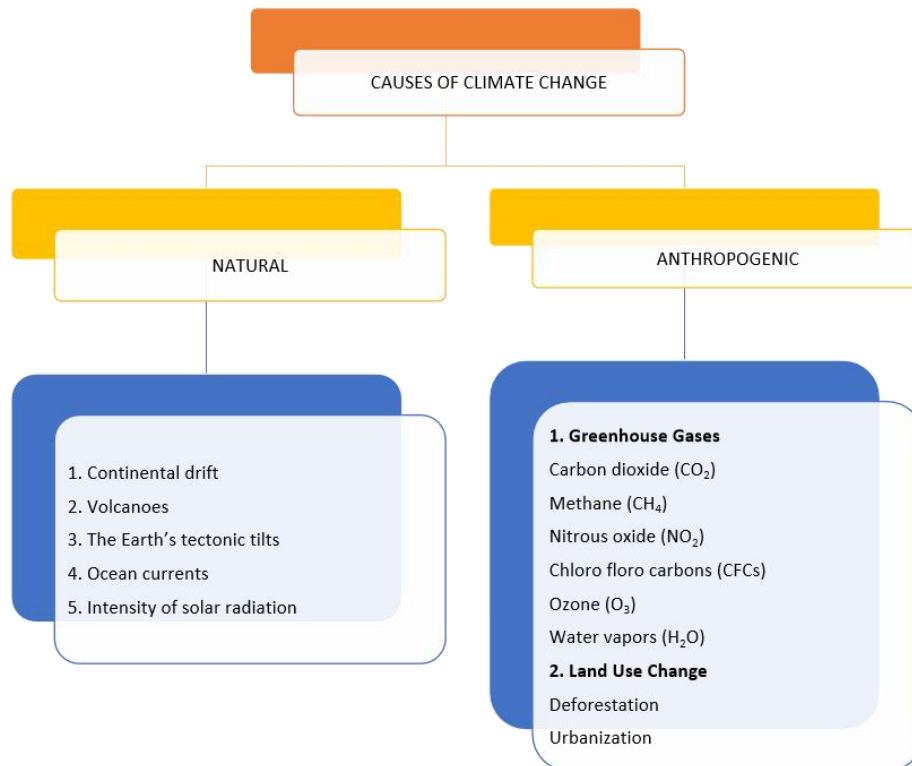 CAUSES OF CLIMATE CHANGE
NATURAL
ANTHROPOGENIC
1. Continental drift
2. Volcanoes
3. The Earth’s tectonic tilts
4. Ocean currents
5. Intensity of solar radiation
1. Greenhouse Gases
Carbon dioxide (CO₂)
Methane (CH₄)
Nitrous oxide (NO₂)
Chloro floro carbons (CFCs)
Ozone (O₃)
Water vapors (H₂O)
2. Land Use Change
Deforestation
Urbanization